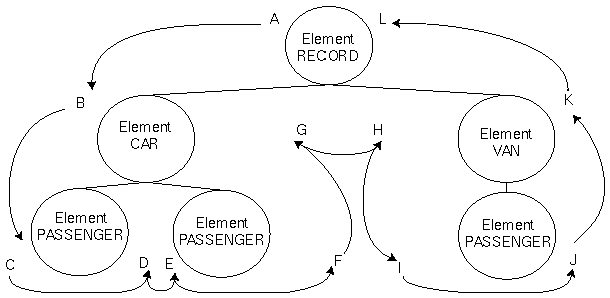 A
Element
RECORD
L
B
Element
CAR
G
H
Element
VAN
K
Element
PASSENGER
Element
PASSENGER
Element
PASSENGER
C
D
E
F
I
J